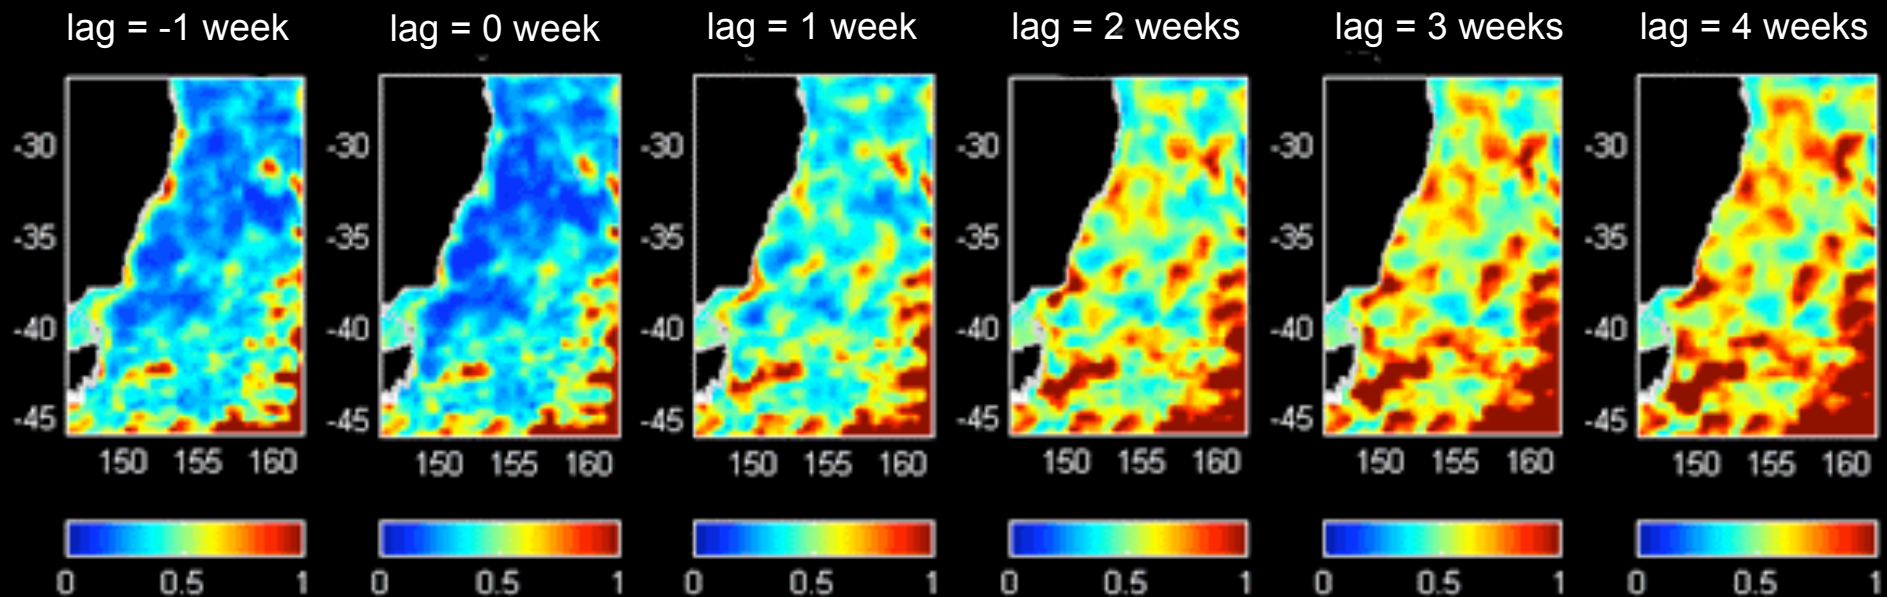 lag = -1 week lag = 0 week lag = 1 week lag = 2 weeks lag = 3 weeks lag = 4 weeks
-30 -30 -30 -30 -30 -30
-35 -35 -35 -35 -35 -35
-40 -40 -40 -40 -40 -40
-45 -45 -45 -45 -45 -45
150 155 160 150 155 160 150 155 160 150 155 160 150 155 160 150 155 160
0 0.5 1 0 0.5 1 0 0.5 1 0 0.5 1 0 0.5 1 0 0.5 1